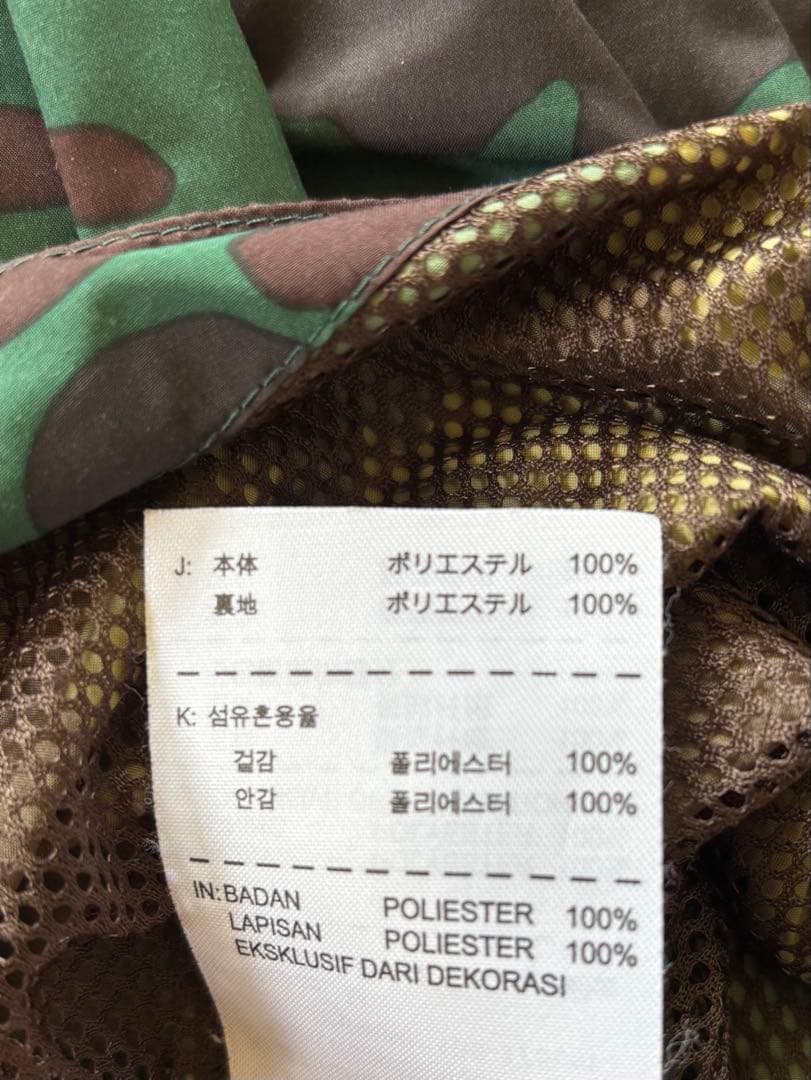 J: 本体 ポリエステル 100%
裏地 ポリエステル 100%
K: 섬유혼용율
겉감 폴리에스터 100%
안감 폴리에스터 100%
IN: BADAN POLIESTER 100%
LAPISAN POLIESTER 100%
EKSKLUSIF DARI DEKORASI